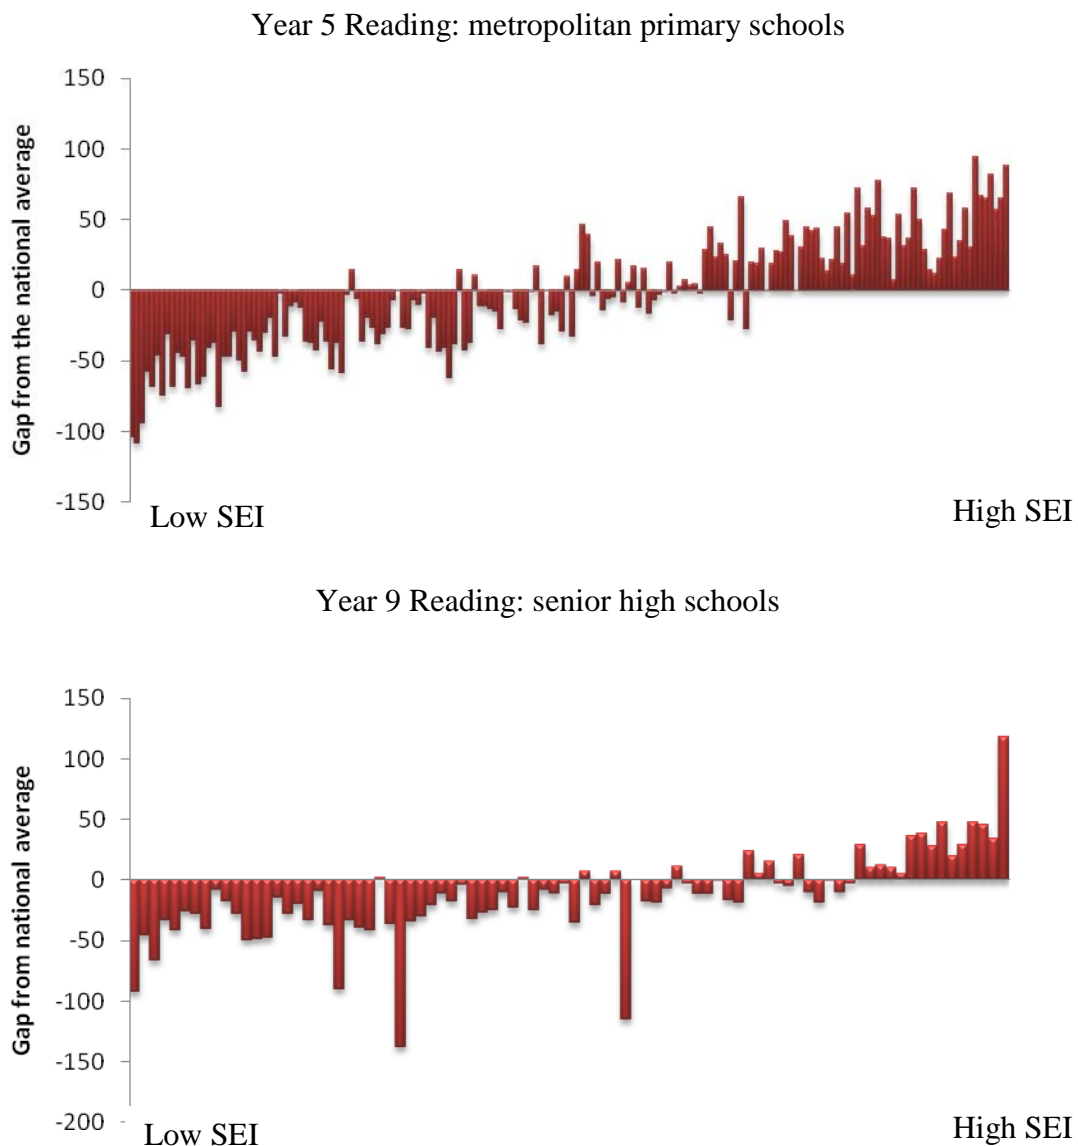 Year 5 Reading: metropolitan primary schools
150
100
50
0
-50
-100
-150
Gap from the national average
Low SEI
High SEI
Year 9 Reading: senior high schools
150
100
50
0
-50
-100
-150
-200
Gap from national average
Low SEI
High SEI